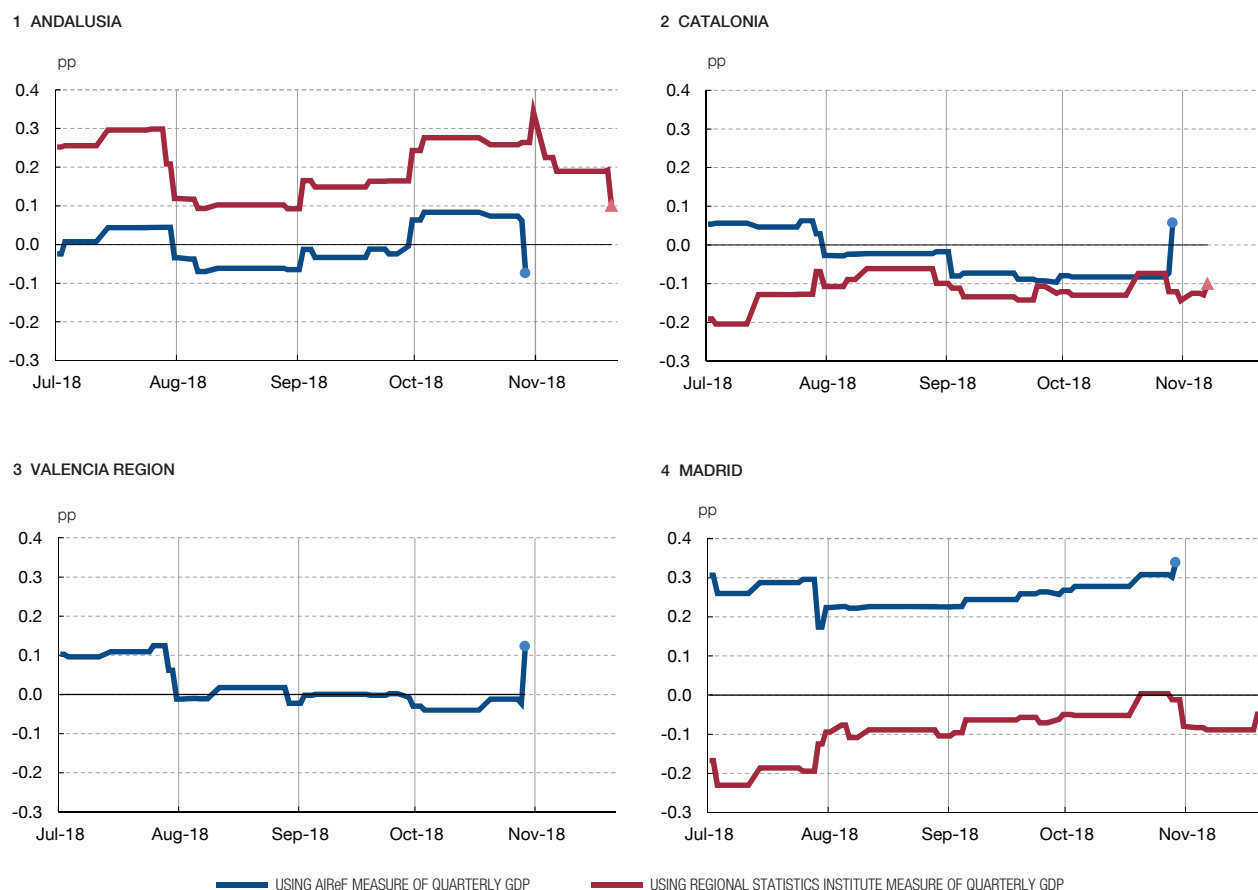 1 ANDALUSIA
pp
0.4
0.3
0.2
0.1
0.0
-0.1
-0.2
-0.3
Jul-18 Aug-18 Sep-18 Oct-18 Nov-18
2 CATALONIA
pp
0.4
0.3
0.2
0.1
0.0
-0.1
-0.2
-0.3
Jul-18 Aug-18 Sep-18 Oct-18 Nov-18
3 VALENCIA REGION
pp
0.4
0.3
0.2
0.1
0.0
-0.1
-0.2
-0.3
Jul-18 Aug-18 Sep-18 Oct-18 Nov-18
4 MADRID
pp
0.4
0.3
0.2
0.1
0.0
-0.1
-0.2
-0.3
Jul-18 Aug-18 Sep-18 Oct-18 Nov-18
USING AIReF MEASURE OF QUARTERLY GDP USING REGIONAL STATISTICS INSTITUTE MEASURE OF QUARTERLY GDP